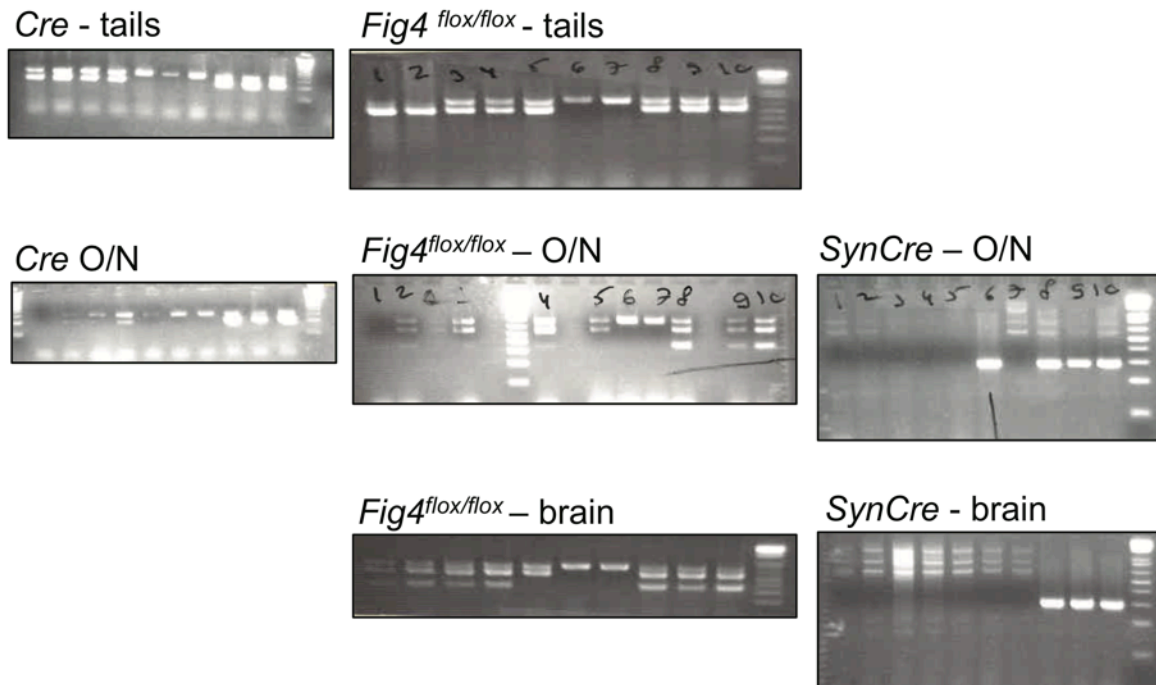 Cre - tails
Fig4 flox/flox - tails
1 2 3 4 5 6 7 8 9 10
Cre O/N
Fig4flox/flox – O/N
1 2 4 5 6 7 8 9 10
SynCre – O/N
1 2 3 4 5 6 7 8 9 10
Fig4flox/flox – brain
SynCre - brain